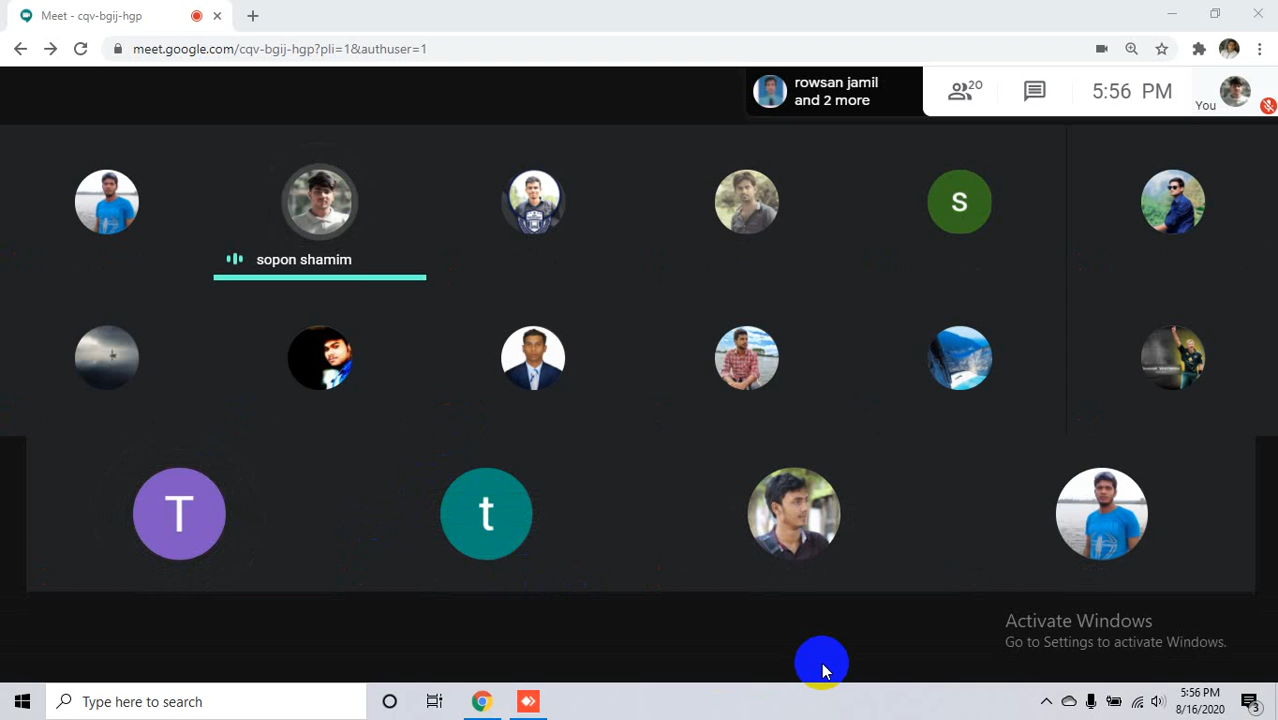 Meet - cqv-bgij-hgp
meet.google.com/cqv-bgij-hgp?pli=1&authuser=1
rowsan jamil
and 2 more
20
5:56 PM
You
s
sopon shamim
T
t
Activate Windows
Go to Settings to activate Windows.
Type here to search
5:56 PM
8/16/2020
3